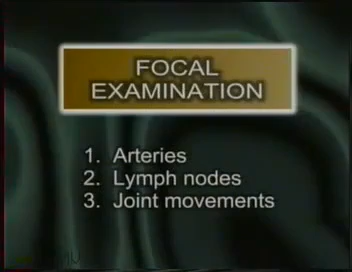 FOCAL
EXAMINATION
1. Arteries
2. Lymph nodes
3. Joint movements